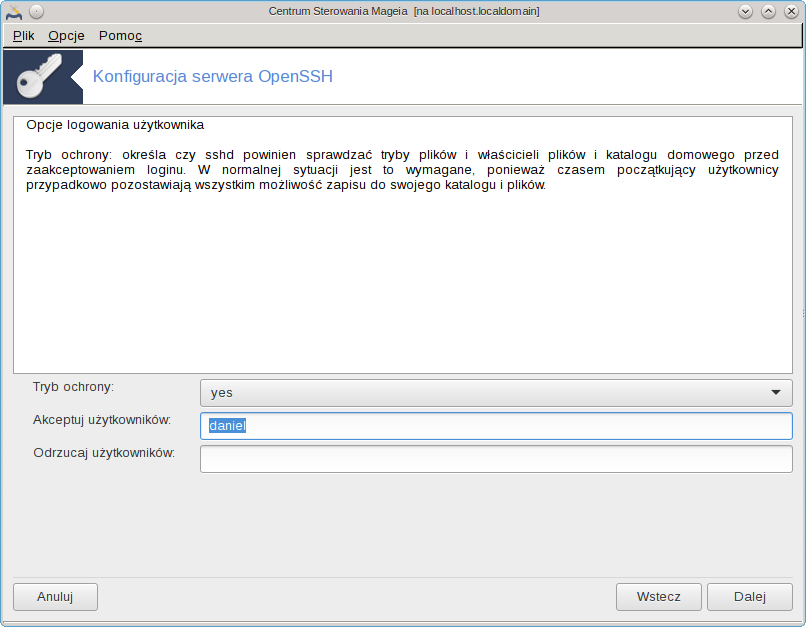 Centrum Sterowania Mageia [na localhost.localdomain]
Plik Opcje Pomoc
Konfiguracja serwera OpenSSH
Opcje logowania użytkownika
Tryb ochrony: określa czy sshd powinien sprawdzać tryby plików i właścicieli plików i katalogu domowego przed
zaakceptowaniem loginu. W normalnej sytuacji jest to wymagane, ponieważ czasem początkujący użytkownicy
przypadkowo pozostawiają wszystkim możliwość zapisu do swojego katalogu i plików.
Tryb ochrony: yes
Akceptuj użytkowników: daniel
Odrzucaj użytkowników:
Anuluj Wstecz Dalej